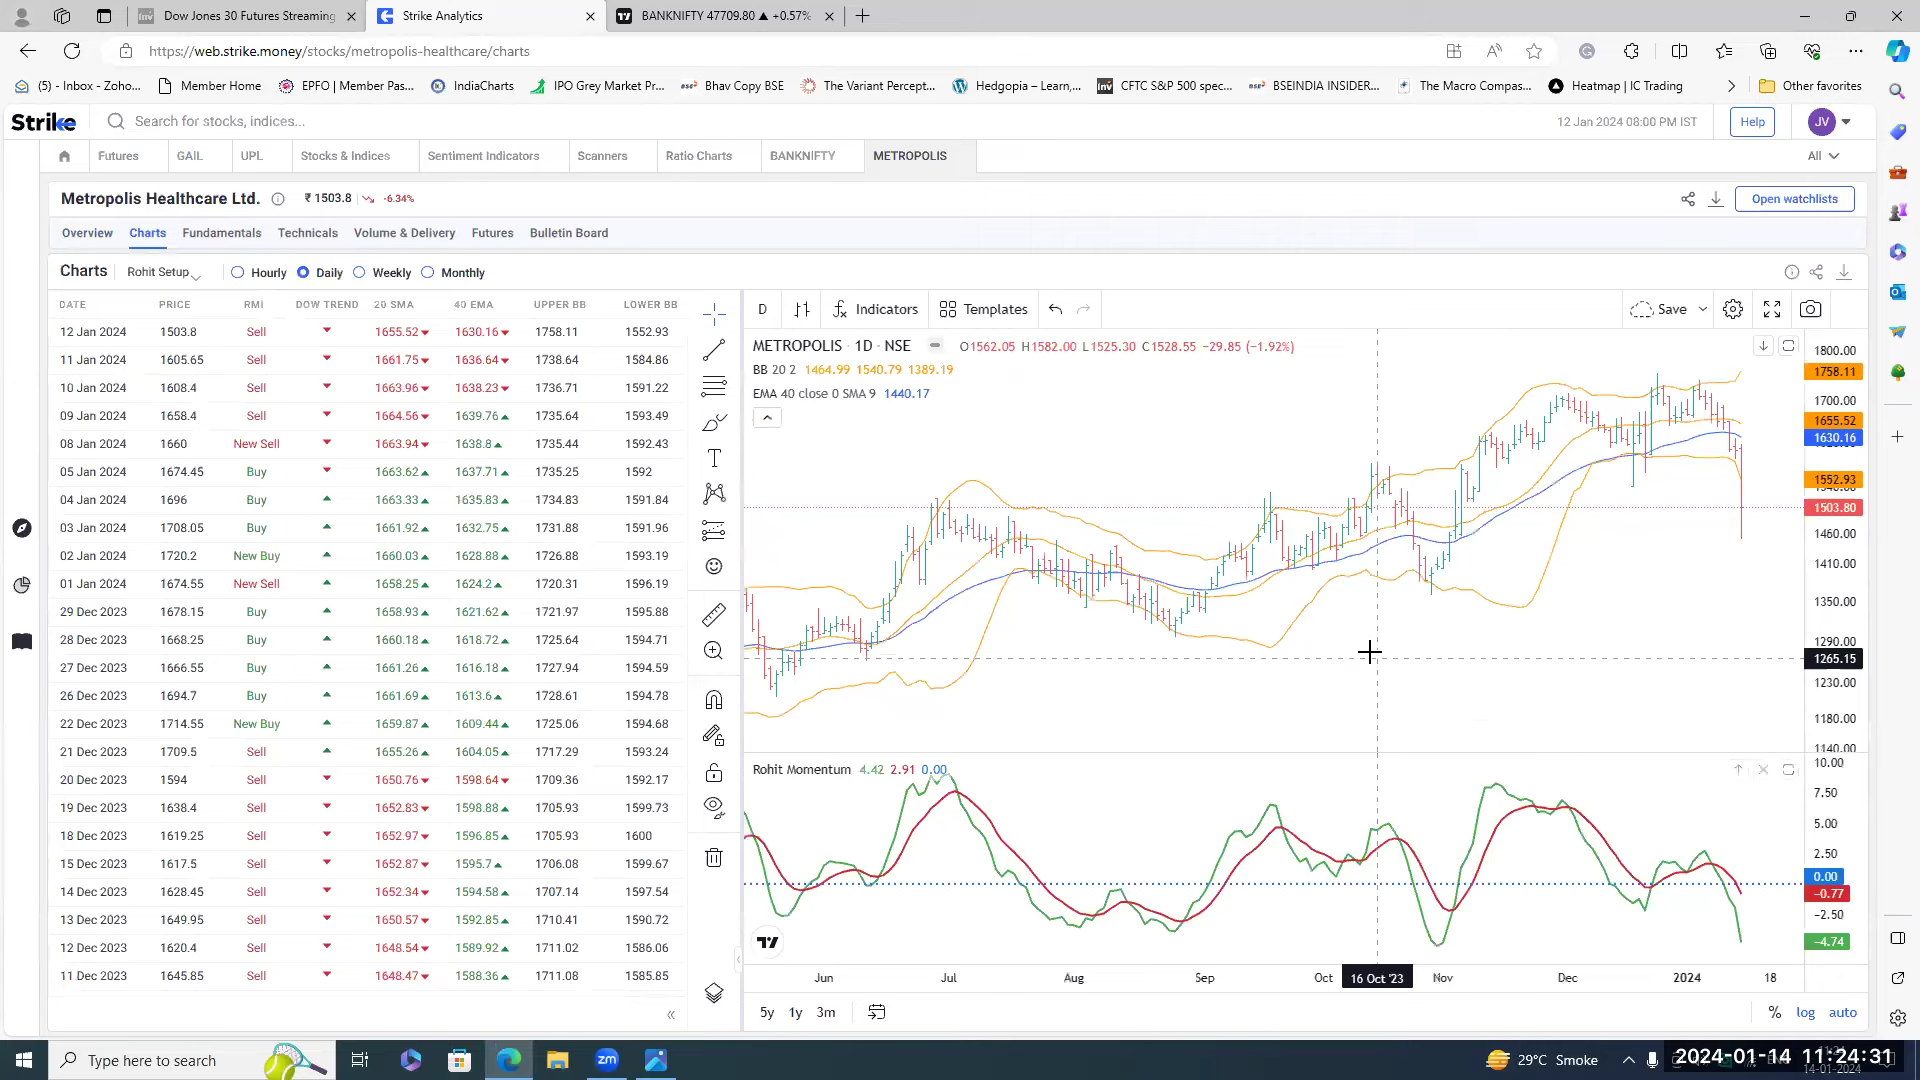 Dow Jones 30 Futures Streaming
Strike Analytics
BANKNIFTY 47709.80 ▲ +0.57%
https://web.strike.money/stocks/metropolis-healthcare/charts
(5) - Inbox - Zoho...
Member Home
EPFO | Member Pas...
IndiaCharts
IPO Grey Market Pr...
Bhav Copy BSE
The Variant Percept...
Hedgopia – Learn,...
CFTC S&P 500 spec...
BSEINDIA INSIDER...
The Macro Compas...
Heatmap | IC Trading
Other favorites
Strike
Search for stocks, indices...
12 Jan 2024 08:00 PM IST
Help
JV
Futures
GAIL
UPL
Stocks & Indices
Sentiment Indicators
Scanners
Ratio Charts
BANKNIFTY
METROPOLIS
All
Metropolis Healthcare Ltd.
₹ 1503.8
-6.34%
Open watchlists
Overview
Charts
Fundamentals
Technicals
Volume & Delivery
Futures
Bulletin Board
Charts
Rohit Setup
Hourly
Daily
Weekly
Monthly
DATE PRICE RMI DOW TREND 20 SMA 40 EMA UPPER BB LOWER BB
12 Jan 2024 1503.8 Sell ▼ 1655.52▼ 1630.16▼ 1758.11 1552.93
11 Jan 2024 1605.65 Sell ▼ 1661.75▼ 1636.64▼ 1738.64 1584.86
10 Jan 2024 1608.4 Sell ▼ 1663.96▼ 1638.23▼ 1736.71 1591.22
09 Jan 2024 1658.4 Sell ▼ 1664.56▼ 1639.76▲ 1735.64 1593.49
08 Jan 2024 1660 New Sell ▼ 1663.94▼ 1638.8▲ 1735.44 1592.43
05 Jan 2024 1674.45 Buy ▼ 1663.62▲ 1637.71▲ 1735.25 1592
04 Jan 2024 1696 Buy ▲ 1663.33▲ 1635.83▲ 1734.83 1591.84
03 Jan 2024 1708.05 Buy ▲ 1661.92▲ 1632.75▲ 1731.88 1591.96
02 Jan 2024 1720.2 New Buy ▲ 1660.03▲ 1628.88▲ 1726.88 1593.19
01 Jan 2024 1674.55 New Sell ▲ 1658.25▲ 1624.2▲ 1720.31 1596.19
29 Dec 2023 1678.15 Buy ▲ 1658.93▲ 1621.62▲ 1721.97 1595.88
28 Dec 2023 1668.25 Buy ▲ 1660.18▲ 1618.72▲ 1725.64 1594.71
27 Dec 2023 1666.55 Buy ▲ 1661.26▲ 1616.18▲ 1727.94 1594.59
26 Dec 2023 1694.7 Buy ▲ 1661.69▲ 1613.6▲ 1728.61 1594.78
22 Dec 2023 1714.55 New Buy ▲ 1659.87▲ 1609.44▲ 1725.06 1594.68
21 Dec 2023 1709.5 Sell ▲ 1655.26▲ 1604.05▲ 1717.29 1593.24
20 Dec 2023 1594 Sell ▼ 1650.76▼ 1598.64▼ 1709.36 1592.17
19 Dec 2023 1638.4 Sell ▼ 1652.83▼ 1598.88▲ 1705.93 1599.73
18 Dec 2023 1619.25 Sell ▼ 1652.97▼ 1596.85▲ 1705.93 1600
15 Dec 2023 1617.5 Sell ▼ 1652.87▼ 1595.7▲ 1706.08 1599.67
14 Dec 2023 1628.45 Sell ▼ 1652.34▼ 1594.58▲ 1707.14 1597.54
13 Dec 2023 1649.95 Sell ▼ 1650.57▼ 1592.85▲ 1710.41 1590.72
12 Dec 2023 1620.4 Sell ▼ 1648.54▼ 1589.92▲ 1711.02 1586.06
11 Dec 2023 1645.85 Sell ▼ 1648.47▼ 1588.36▲ 1711.08 1585.85
D
Indicators
Templates
Save
METROPOLIS · 1D · NSE O1562.05 H1582.00 L1525.30 C1528.55 −29.85 (−1.92%)
BB 20 2 1464.99 1540.79 1389.19
EMA 40 close 0 SMA 9 1440.17
1800.00
1758.11
1700.00
1655.52
1630.16
1552.93
1503.80
1460.00
1410.00
1350.00
1290.00
1265.15
1230.00
1180.00
1140.00
Rohit Momentum 4.42 2.91 0.00
10.00
7.50
5.00
2.50
0.00
−0.77
−2.50
−4.74
Jun Jul Aug Sep Oct 16 Oct '23 Nov Dec 2024 18
5y 1y 3m
% log auto
Type here to search
zm
29°C Smoke
2024-01-14 11:24:31
14-01-2024